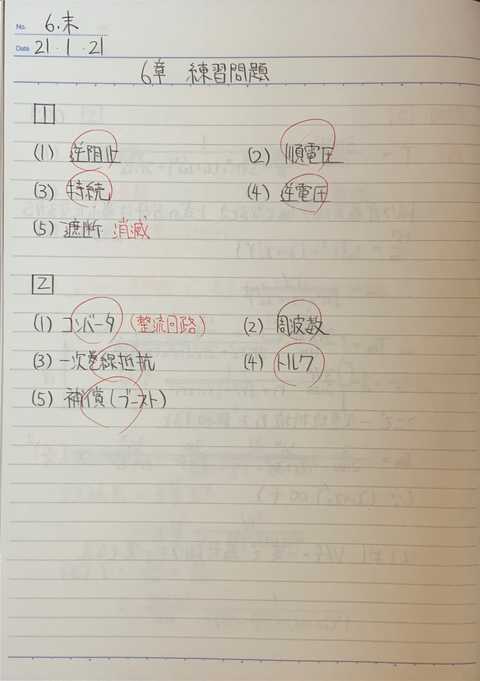 No. 6.末
Date 21・1・21
6章 練習問題
1
(1) 逆阻止 (2) 順電圧
(3) 持続 (4) 逆電圧
(5) 遮断 消滅
2
(1) コンバータ (整流回路) (2) 周波数
(3) 一次巻線抵抗 (4) トルク
(5) 補償(ブースト)